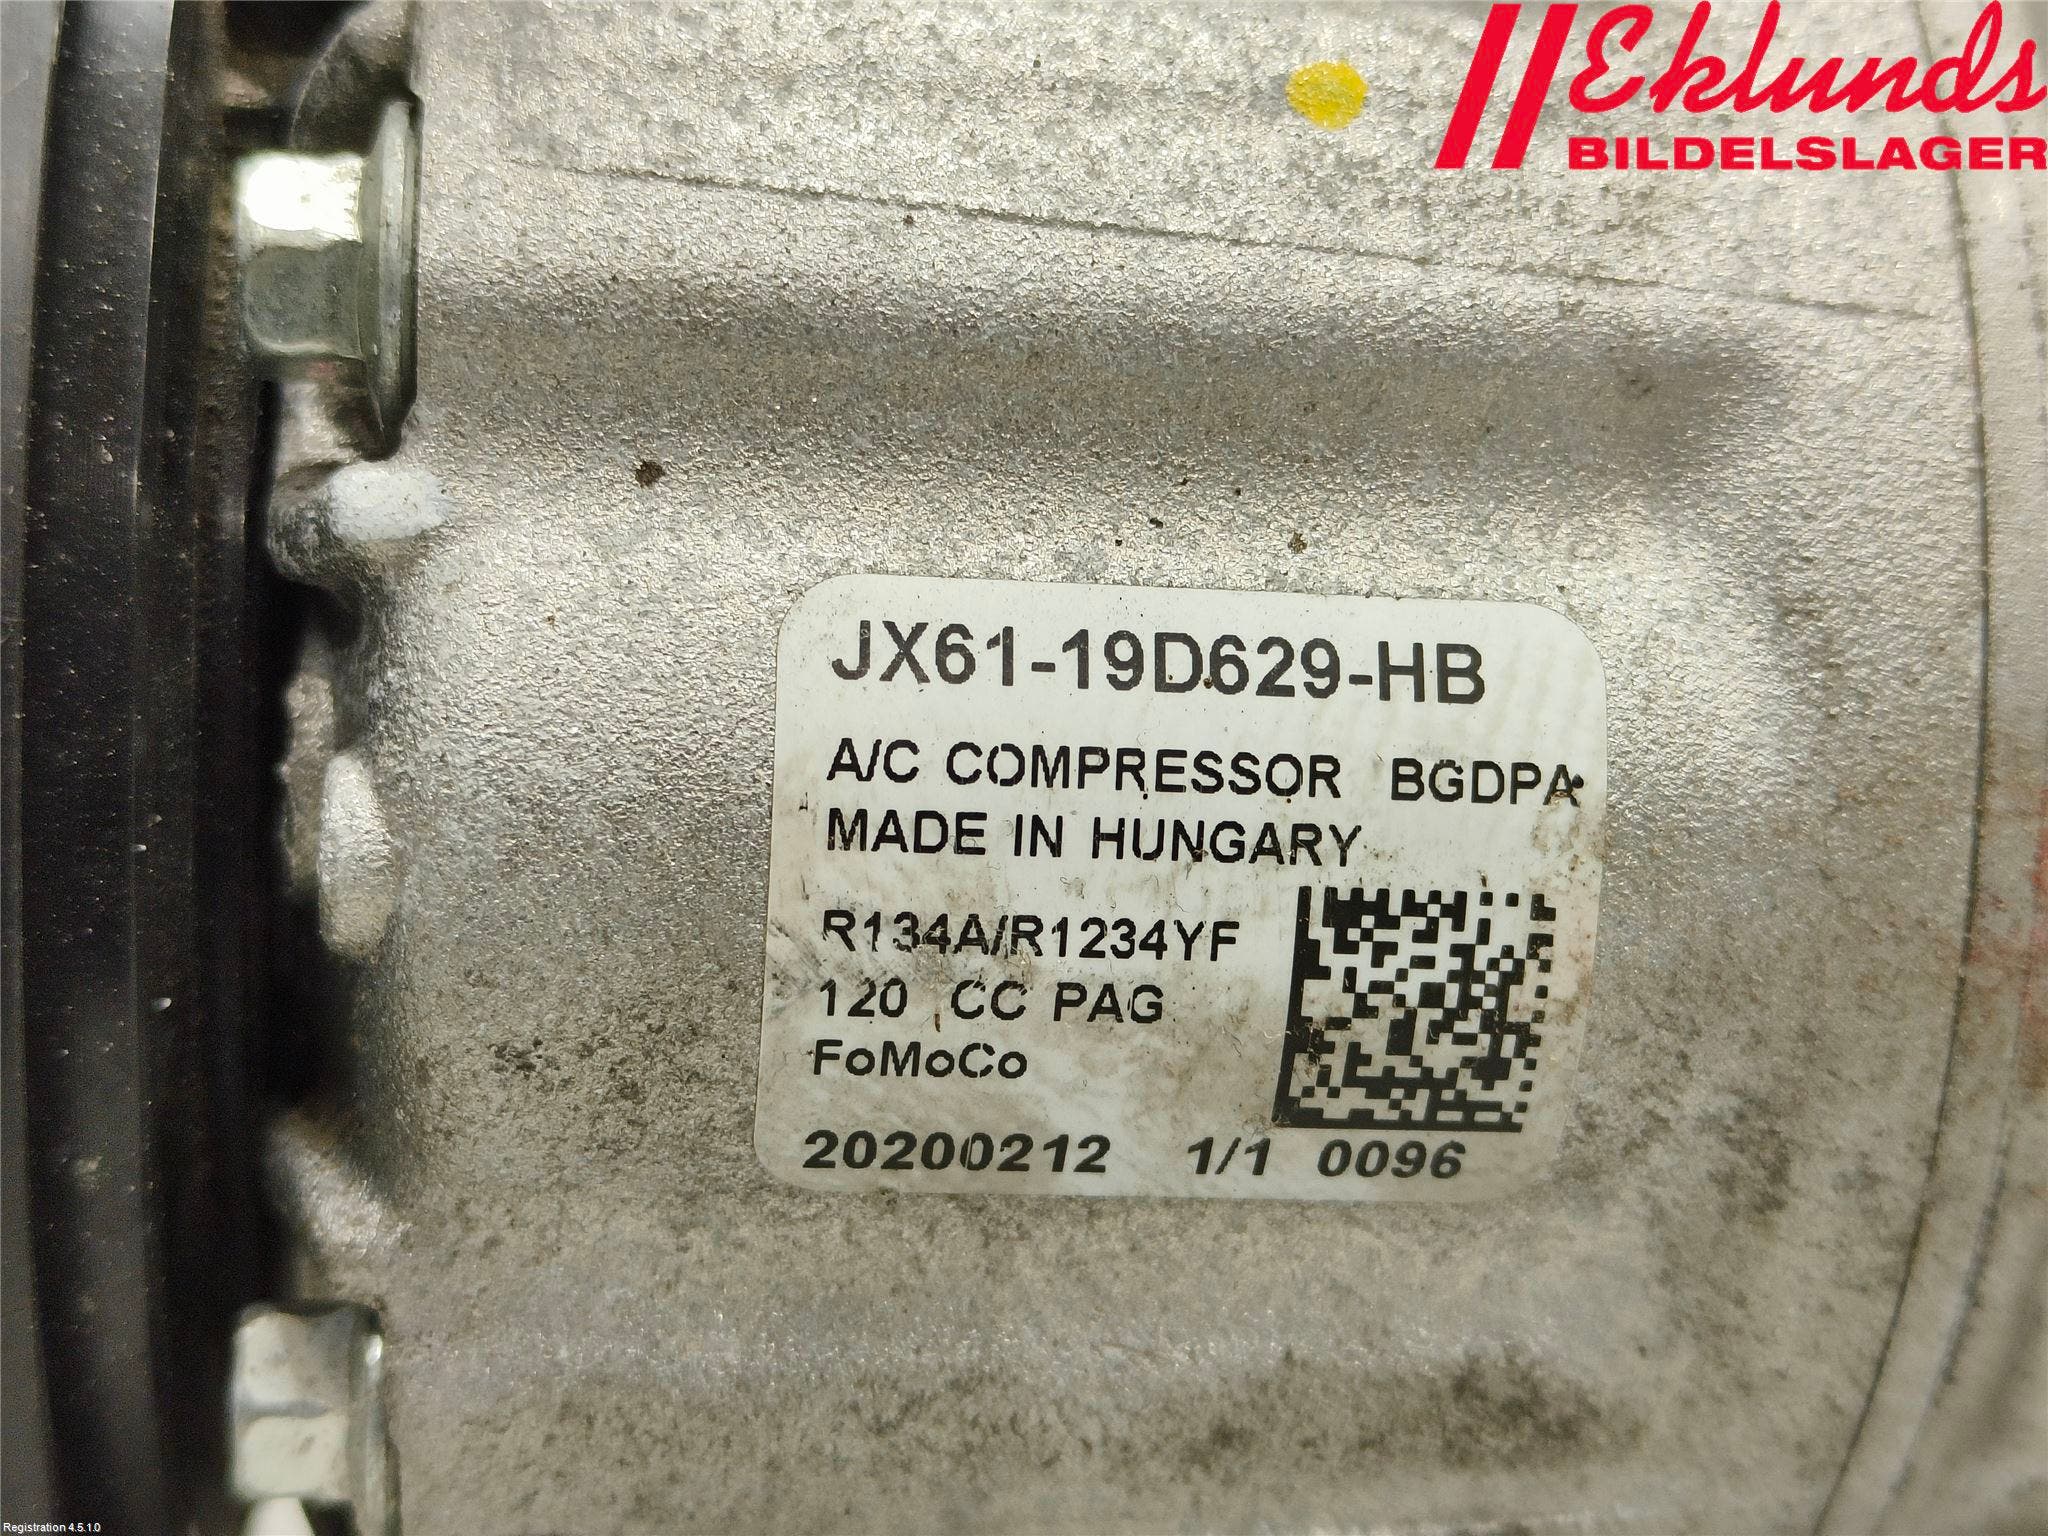 Eklunds
BILDELSLAGER
JX61-19D629-HB
A/C COMPRESSOR BGDPA
MADE IN HUNGARY
R134A/R1234YF
120 CC PAG
FoMoCo
20200212 1/1 0096
Registration 4.5.1.0